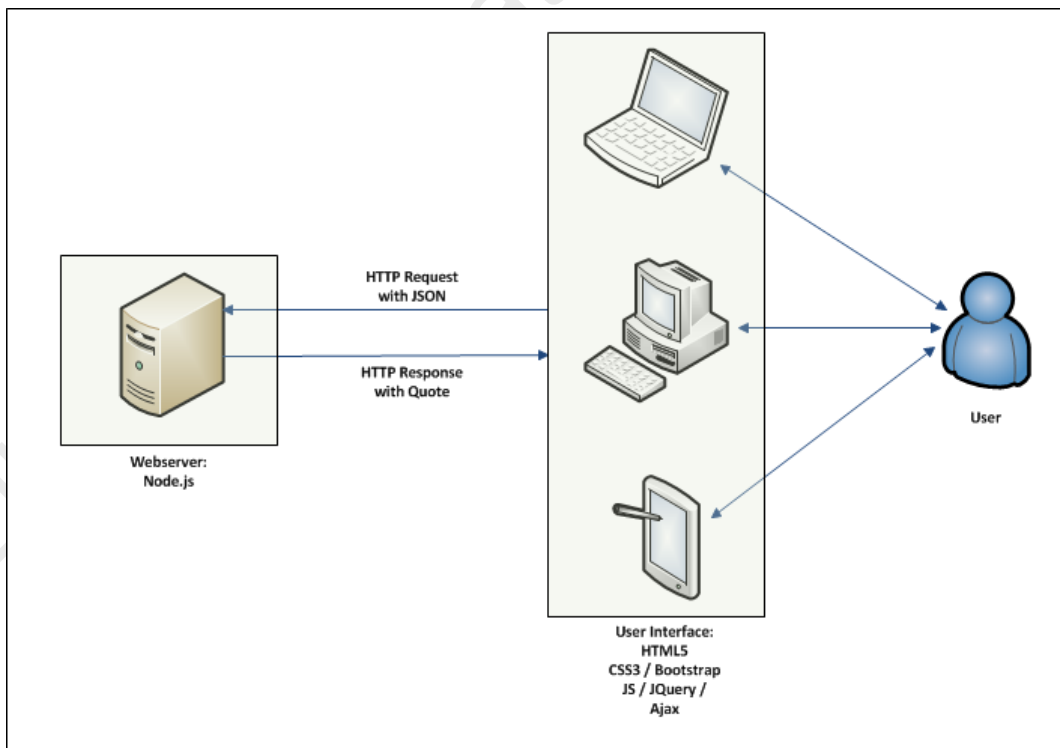 HTTP Request
with JSON
HTTP Response
with Quote
Webserver:
Node.js
User
User Interface:
HTML5
CSS3 / Bootstrap
JS / JQuery /
Ajax